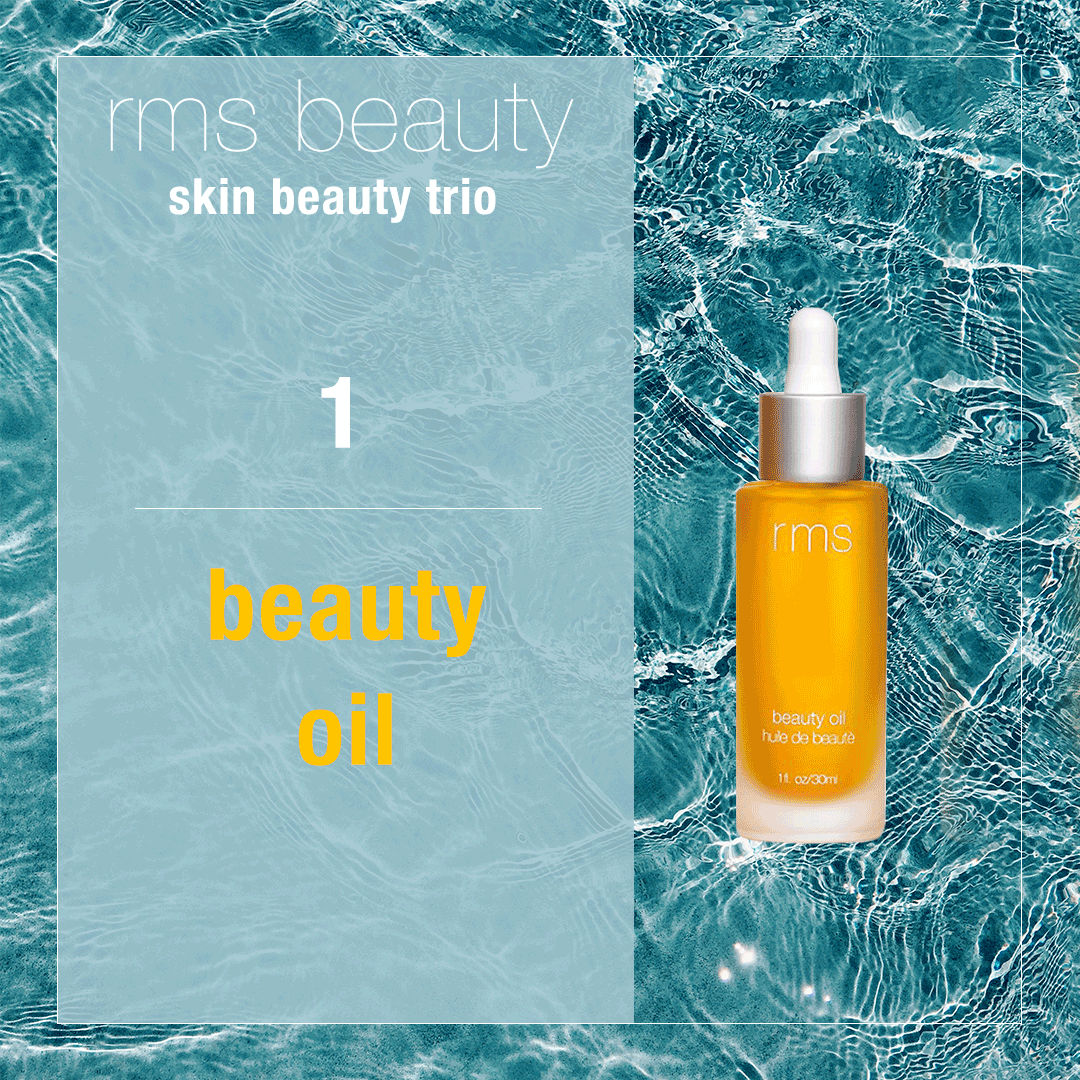 rms beauty
skin beauty trio
1
beauty
oil
rms
beauty oil
huile de beauté
1fl. oz/30ml